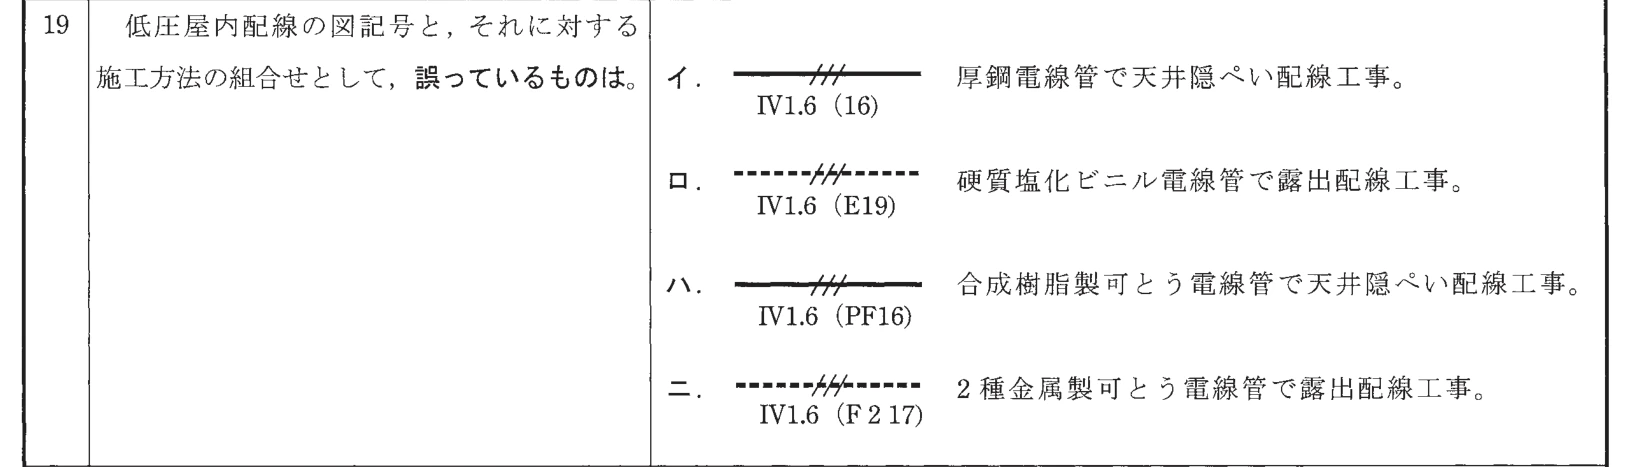 19
低圧屋内配線の図記号と，それに対する
施工方法の組合せとして，誤っているものは。
イ． 厚鋼電線管で天井隠ぺい配線工事。
IV1.6 (16)
ロ． 硬質塩化ビニル電線管で露出配線工事。
IV1.6 (E19)
ハ． 合成樹脂製可とう電線管で天井隠ぺい配線工事。
IV1.6 (PF16)
ニ． 2種金属製可とう電線管で露出配線工事。
IV1.6 (F2 17)